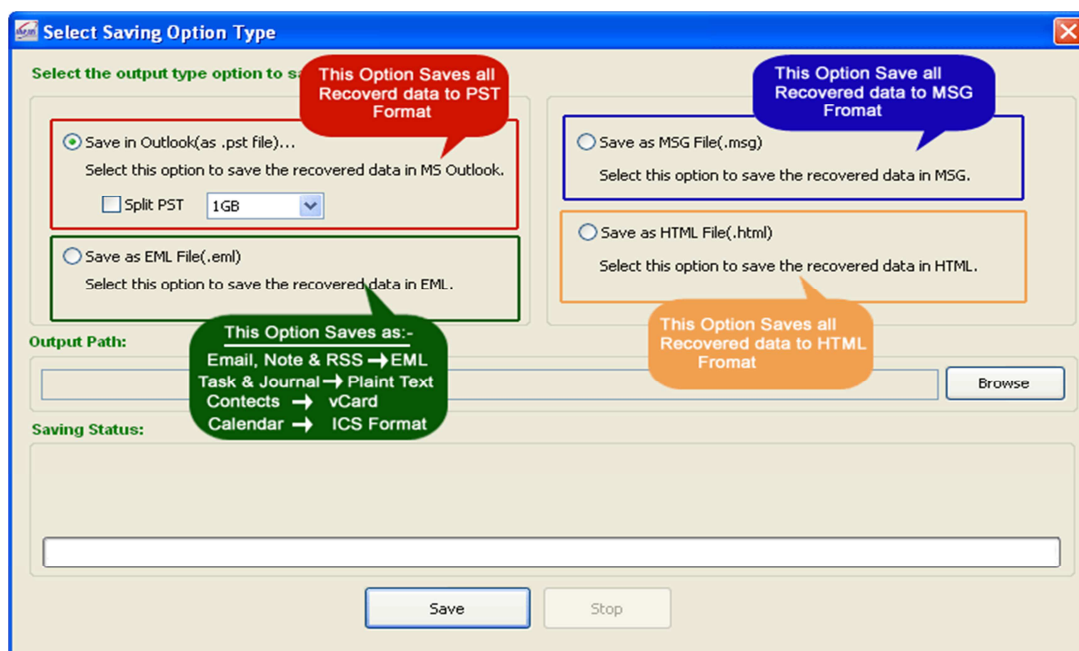 Select Saving Option Type
Select the output type option to
This Option Saves all
Recoverd data to PST
Format
This Option Save all
Recovered data to MSG
Fromat
Save in Outlook(as .pst file)...
Select this option to save the recovered data in MS Outlook.
Split PST
1GB
Save as MSG File(.msg)
Select this option to save the recovered data in MSG.
Save as EML File(.eml)
Select this option to save the recovered data in EML.
Save as HTML File(.html)
Select this option to save the recovered data in HTML.
This Option Saves as:-
Email, Note & RSS → EML
Task & Journal → Plaint Text
Contects → vCard
Calendar → ICS Format
This Option Saves all
Recovered data to HTML
Fromat
Output Path:
Browse
Saving Status:
Save
Stop